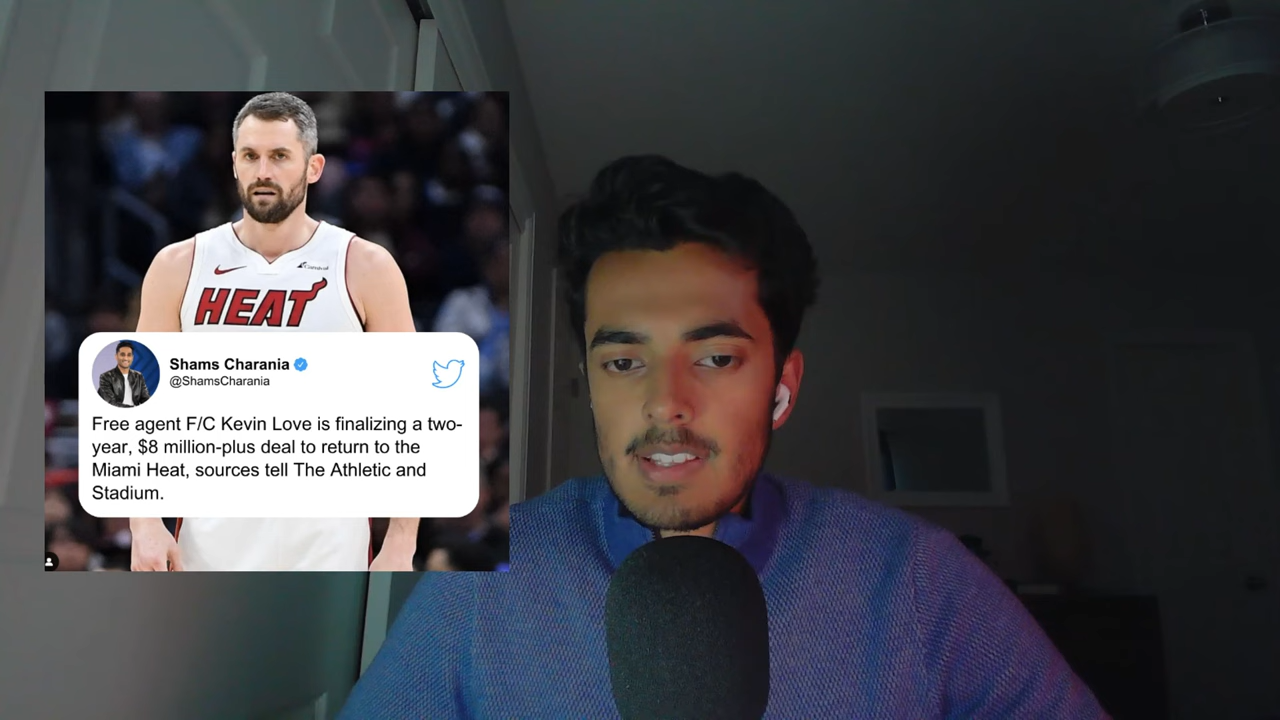 HEAT
Shams Charania
@ShamsCharania
Free agent F/C Kevin Love is finalizing a two-
year, $8 million-plus deal to return to the
Miami Heat, sources tell The Athletic and
Stadium.